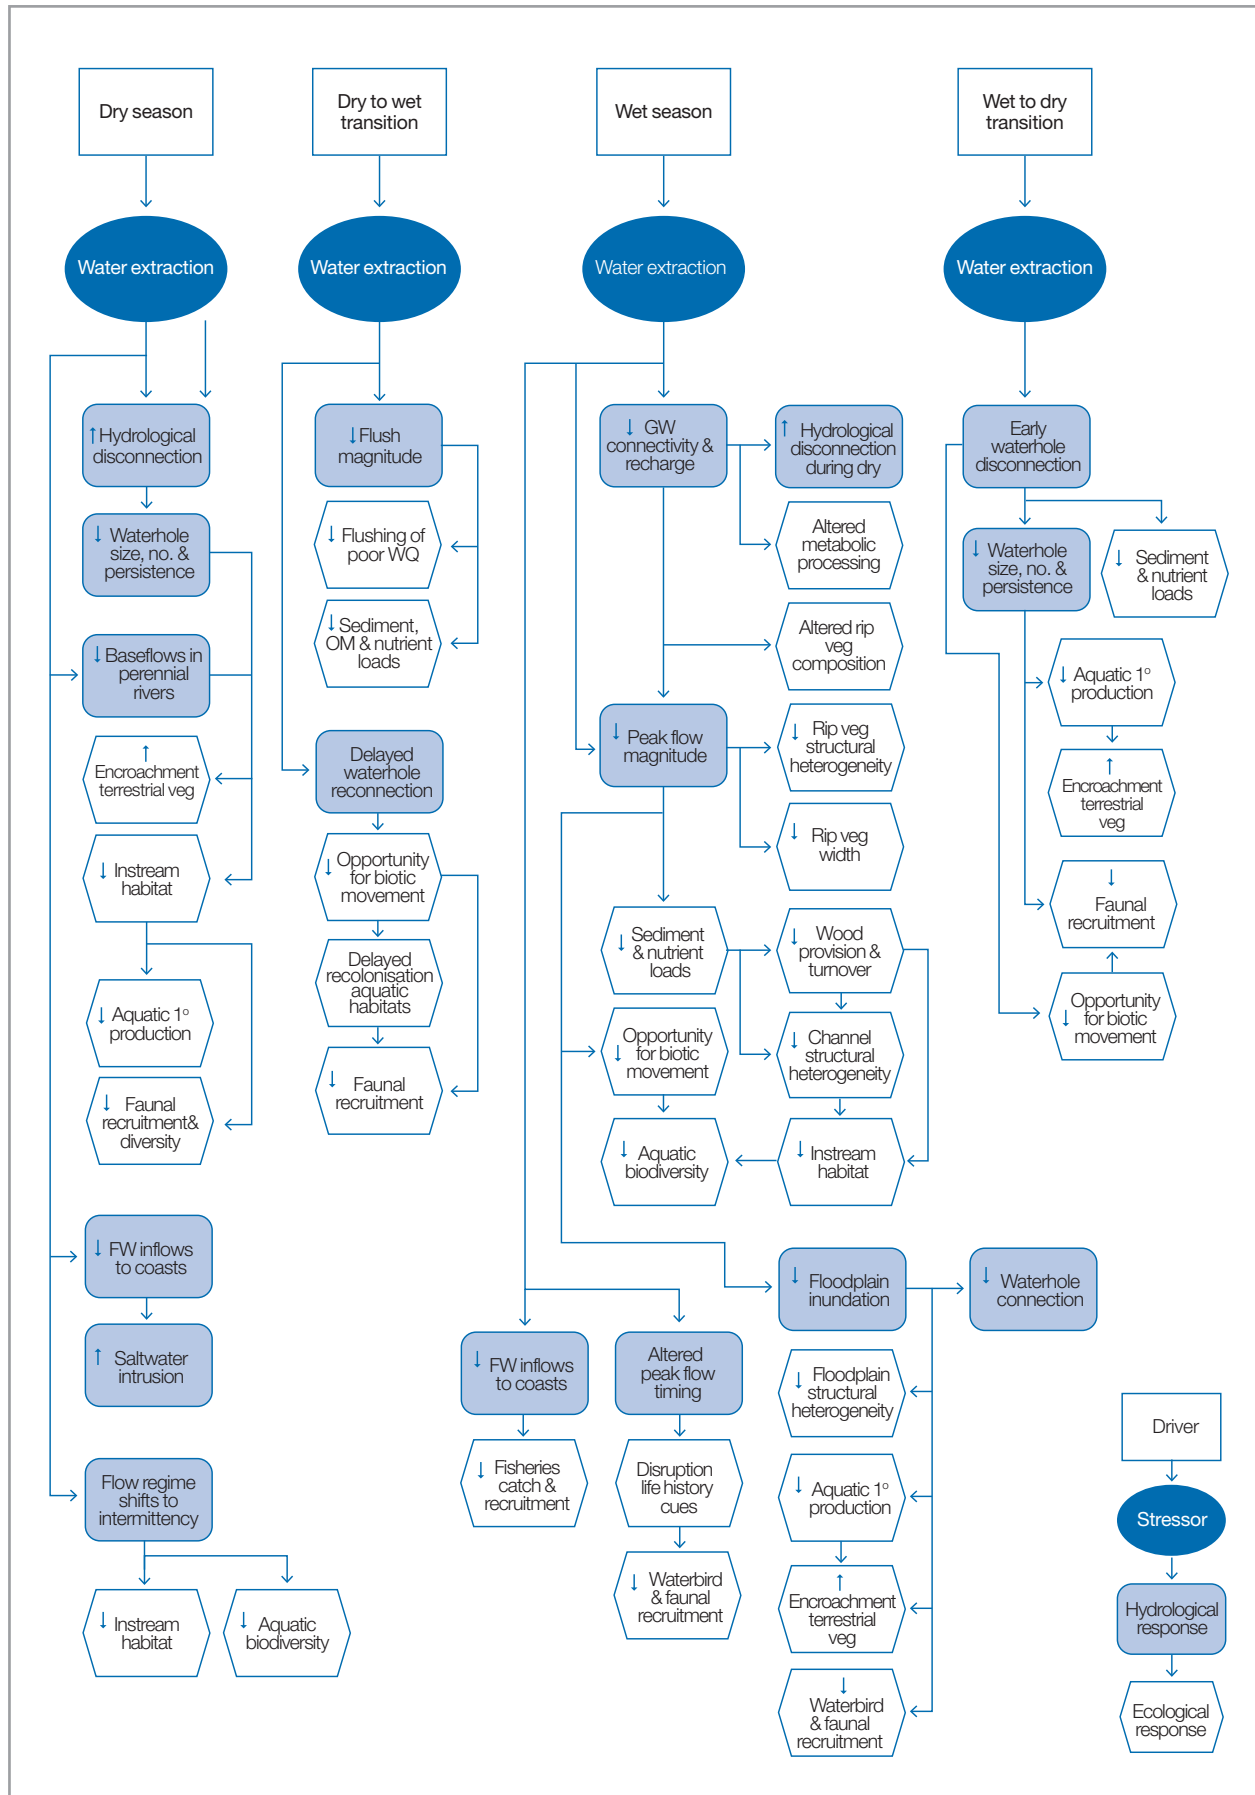 Dry season
Dry to wet
transition
Wet season
Wet to dry
transition
Water extraction
Water extraction
Water extraction
Water extraction
↑ Hydrological
disconnection
↓ Waterhole
size, no. &
persistence
↓ Baseflows in
perennial
rivers
↑
Encroachment
terrestrial veg
↓ Instream
habitat
↓ Aquatic 1º
production
↓ Faunal
recruitment&
diversity
↓ FW inflows
to coasts
↑ Saltwater
intrusion
Flow regime
shifts to
intermittency
↓ Instream
habitat
↓ Aquatic
biodiversity
↓ Flush
magnitude
↓ Flushing of
poor WQ
↓ Sediment,
OM & nutrient
loads
Delayed
waterhole
reconnection
↓ Opportunity
for biotic
movement
Delayed
recolonisation
aquatic
habitats
↓ Faunal
recruitment
↓ GW
connectivity &
recharge
↑ Hydrological
disconnection
during dry
Altered
metabolic
processing
Altered rip
veg
composition
↓ Peak flow
magnitude
↓ Rip veg
structural
heterogeneity
↓ Rip veg
width
↓ Sediment
& nutrient
loads
↓ Wood
provision &
turnover
↓ Opportunity
for biotic
movement
↓ Channel
structural
heterogeneity
↓ Aquatic
biodiversity
↓ Instream
habitat
↓ Floodplain
inundation
↓ Waterhole
connection
↓ FW inflows
to coasts
Altered
peak flow
timing
↓ Floodplain
structural
heterogeneity
↓ Fisheries
catch &
recruitment
Disruption
life history
cues
↓ Aquatic 1º
production
↓ Waterbird
& faunal
recruitment
↑
Encroachment
terrestrial
veg
↓
Waterbird
& faunal
recruitment
Early
waterhole
disconnection
↓ Waterhole
size, no. &
persistence
↓ Sediment
& nutrient
loads
↓ Aquatic 1º
production
↑
Encroachment
terrestrial
veg
↓
Faunal
recruitment
↓ Opportunity
for biotic
movement
Driver
Stressor
Hydrological
response
Ecological
response